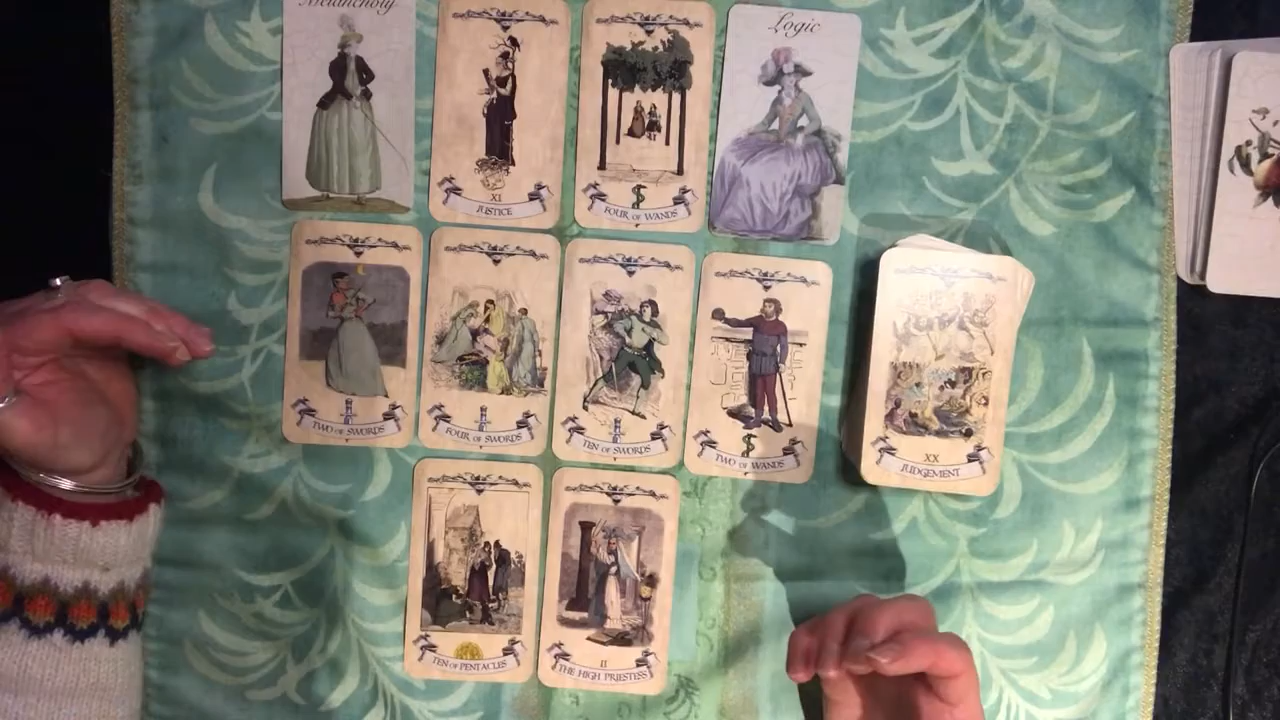 Melancholy
XI
JUSTICE
FOUR OF WANDS
Logic
TWO OF SWORDS
FOUR OF SWORDS
TEN OF SWORDS
TWO OF WANDS
XX
JUDGEMENT
TEN OF PENTACLES
II
THE HIGH PRIESTESS